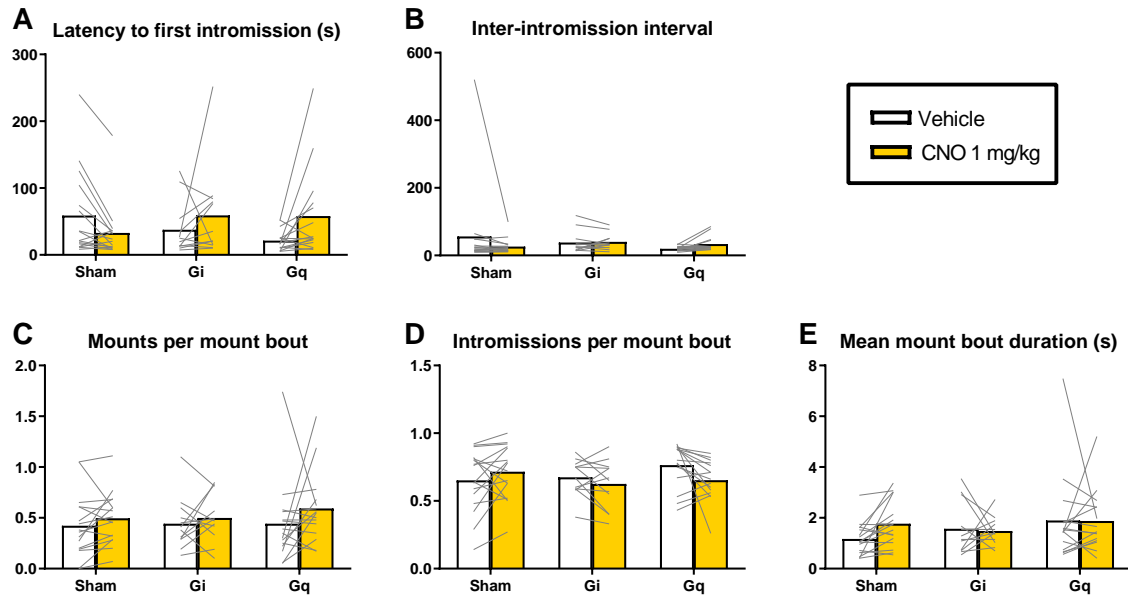 A
Latency to first intromission (s)
300
200
100
0
Sham
Gi
Gq
B
Inter-intromission interval
600
400
200
0
Sham
Gi
Gq
Vehicle
CNO 1 mg/kg
C
Mounts per mount bout
2.0
1.5
1.0
0.5
0.0
Sham
Gi
Gq
D
Intromissions per mount bout
1.5
1.0
0.5
0.0
Sham
Gi
Gq
E
Mean mount bout duration (s)
8
6
4
2
0
Sham
Gi
Gq